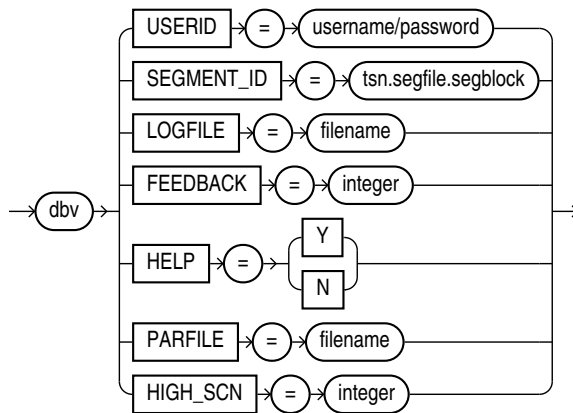 USERID = username/password
SEGMENT_ID = tsn.segfile.segblock
LOGFILE = filename
FEEDBACK = integer
dbv
Y
HELP =
N
PARFILE = filename
HIGH_SCN = integer